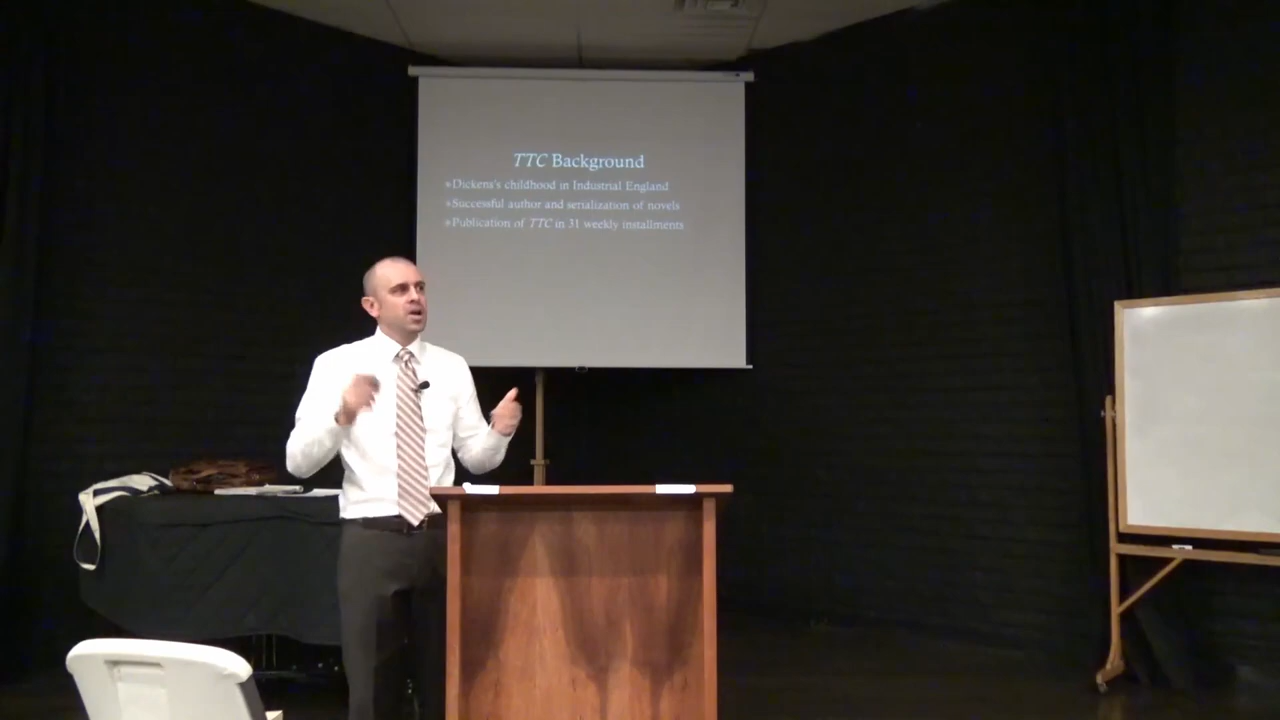 TTC Background
»Dickens's childhood in Industrial England
»Successful author and serialization of novels
»Publication of TTC in 31 weekly installments